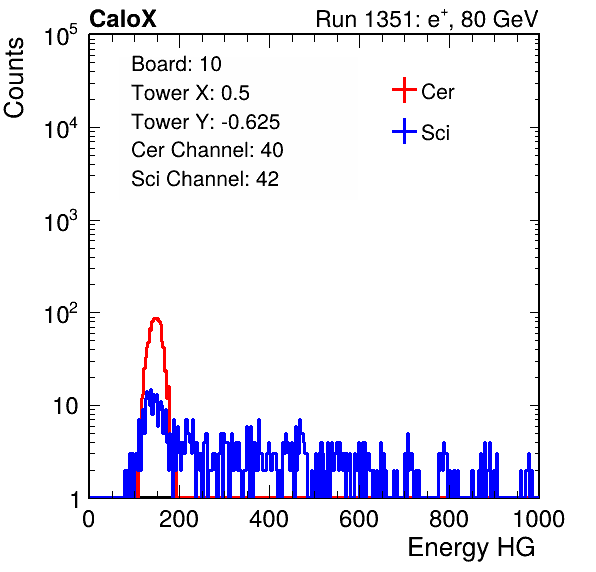 CaloX
Run 1351: e+, 80 GeV
Counts
Board: 10
Tower X: 0.5
Tower Y: -0.625
Cer Channel: 40
Sci Channel: 42
Cer
Sci
10^5
10^4
10^3
10^2
10
1
0 200 400 600 800 1000
Energy HG